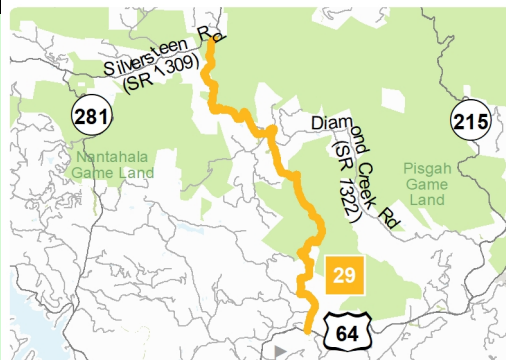 Silversteen Rd
(SR 1309)
281
215
Diamond Creek Rd
(SR 1322)
Nantahala
Game Land
Pisgah
Game
Land
29
64